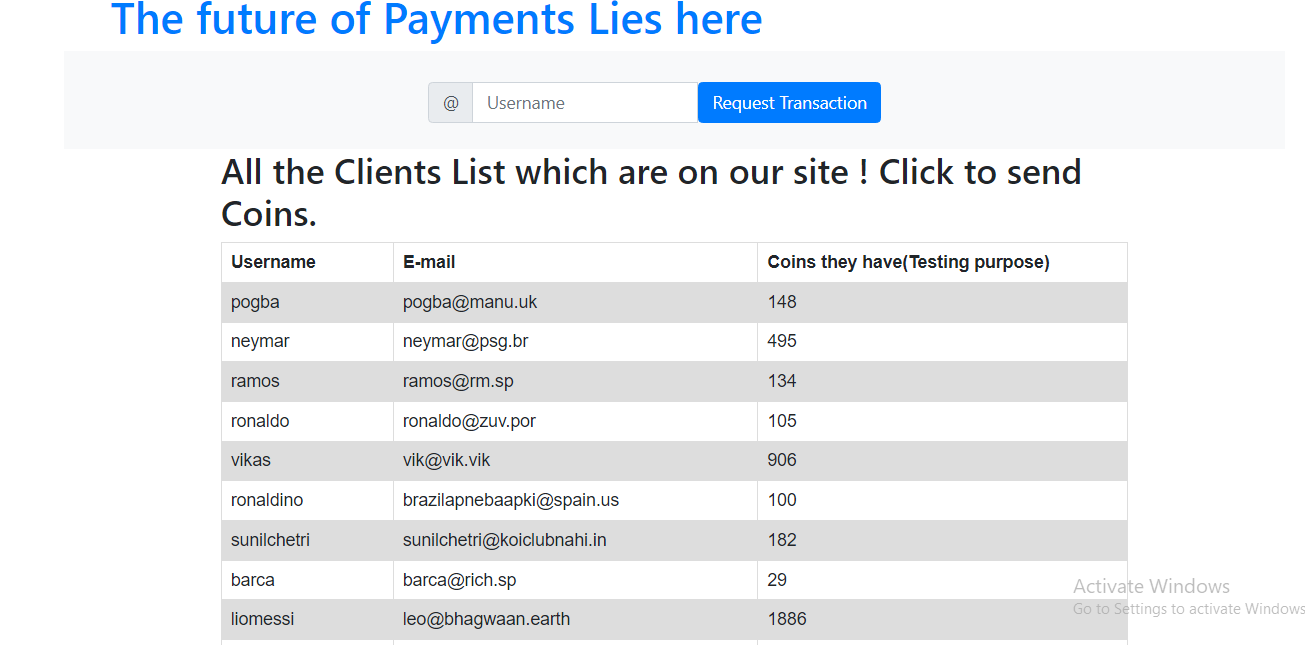 The future of Payments Lies here
@ Username Request Transaction
All the Clients List which are on our site ! Click to send
Coins.
Username E-mail Coins they have(Testing purpose)
pogba pogba@manu.uk 148
neymar neymar@psg.br 495
ramos ramos@rm.sp 134
ronaldo ronaldo@zuv.por 105
vikas vik@vik.vik 906
ronaldino brazilapnebaapki@spain.us 100
sunilchetri sunilchetri@koiclubnahi.in 182
barca barca@rich.sp 29
liomessi leo@bhagwaan.earth 1886
Activate Windows
Go to Settings to activate Windows